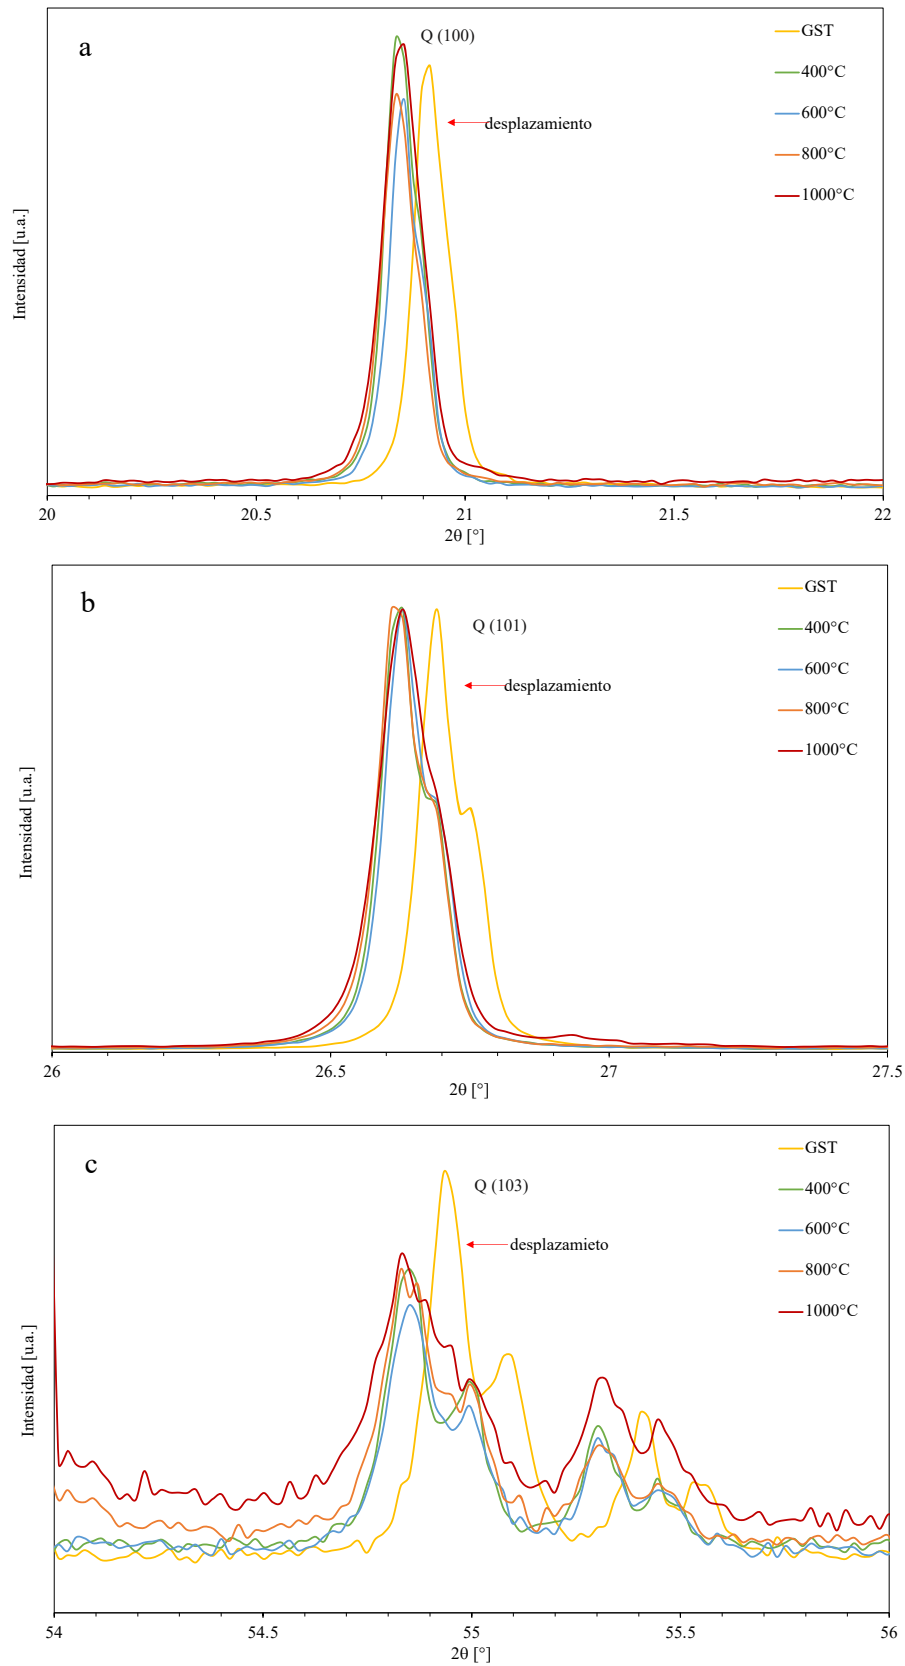 a
Q (100)
desplazamiento
GST
400°C
600°C
800°C
1000°C
Intensidad [u.a.]
20 20.5 21 21.5 22
2θ [°]
b
Q (101)
desplazamiento
GST
400°C
600°C
800°C
1000°C
Intensidad [u.a.]
26 26.5 27 27.5
2θ [°]
c
Q (103)
desplazamieto
GST
400°C
600°C
800°C
1000°C
Intensidad [u.a.]
54 54.5 55 55.5 56
2θ [°]